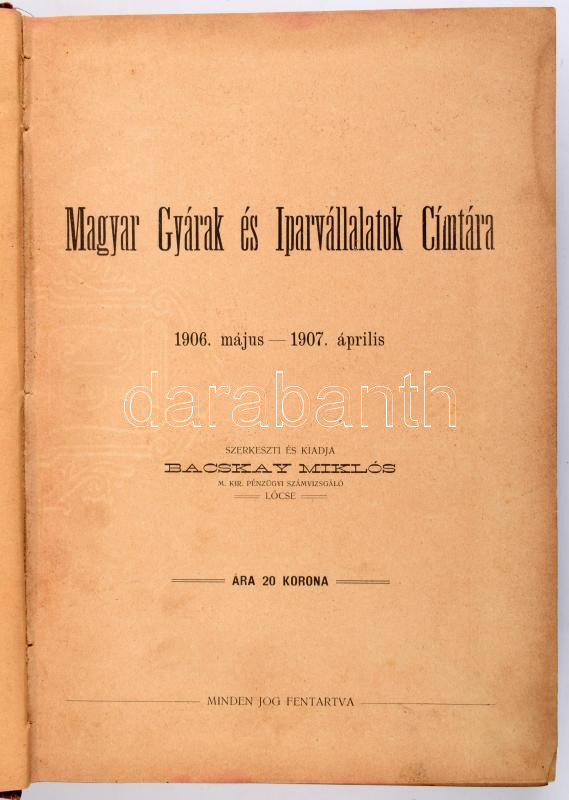 Magyar Gyárak és Iparvállalatok Címtára
1906. május — 1907. április
darabanth
SZERKESZTI ÉS KIADJA
BACSKAY MIKLÓS
M. KIR. PÉNZÜGYI SZÁMVIZSGÁLÓ
LŐCSE
ÁRA 20 KORONA
MINDEN JOG FENTARTVA